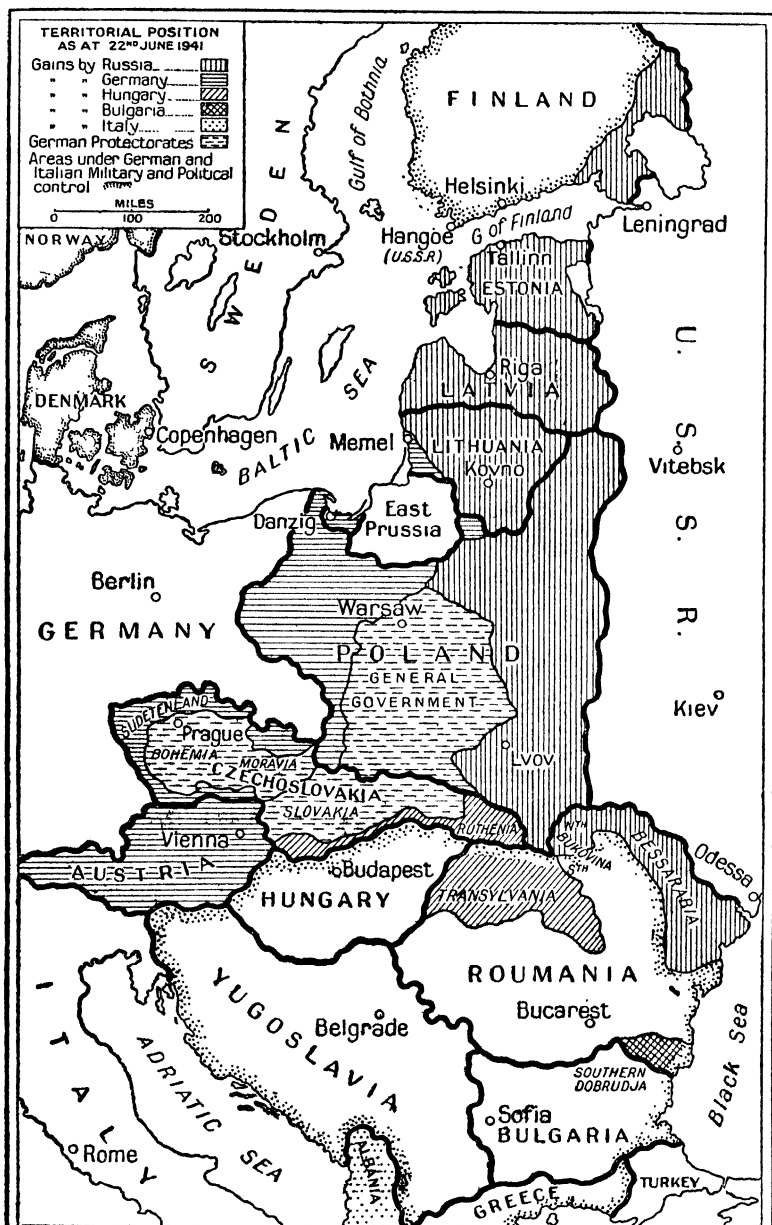 TERRITORIAL POSITION
AS AT 22ND JUNE 1941
Gains by Russia
" " Germany
" " Hungary
" " Bulgaria
" " Italy
German Protectorates
Areas under German and
Italian Military and Political
control
MILES
0 100 200
NORWAY
SWEDEN
Gulf of Bothnia
FINLAND
Helsinki
G of Finland
Leningrad
Stockholm
Hangoe
(U.S.S.R)
Tallinn
ESTONIA
U.S.S.R.
Riga
LATVIA
DENMARK
Copenhagen
BALTIC SEA
Memel
LITHUANIA
Kovno
Vitebsk
Danzig
East
Prussia
Berlin
GERMANY
Warsaw
POLAND
GENERAL
GOVERNMENT
Kiev
SUDETENLAND
Prague
BOHEMIA
MORAVIA
CZECHOSLOVAKIA
SLOVAKIA
Lvov
RUTHENIA
NTH
BUKOVINA
STH
BESSARABIA
Odessa
Vienna
AUSTRIA
Budapest
HUNGARY
TRANSYLVANIA
ROUMANIA
Bucarest
YUGOSLAVIA
Belgrade
ITALY
ADRIATIC SEA
Rome
ALBANIA
SOUTHERN
DOBRUDJA
Sofia
BULGARIA
Black Sea
GREECE
TURKEY